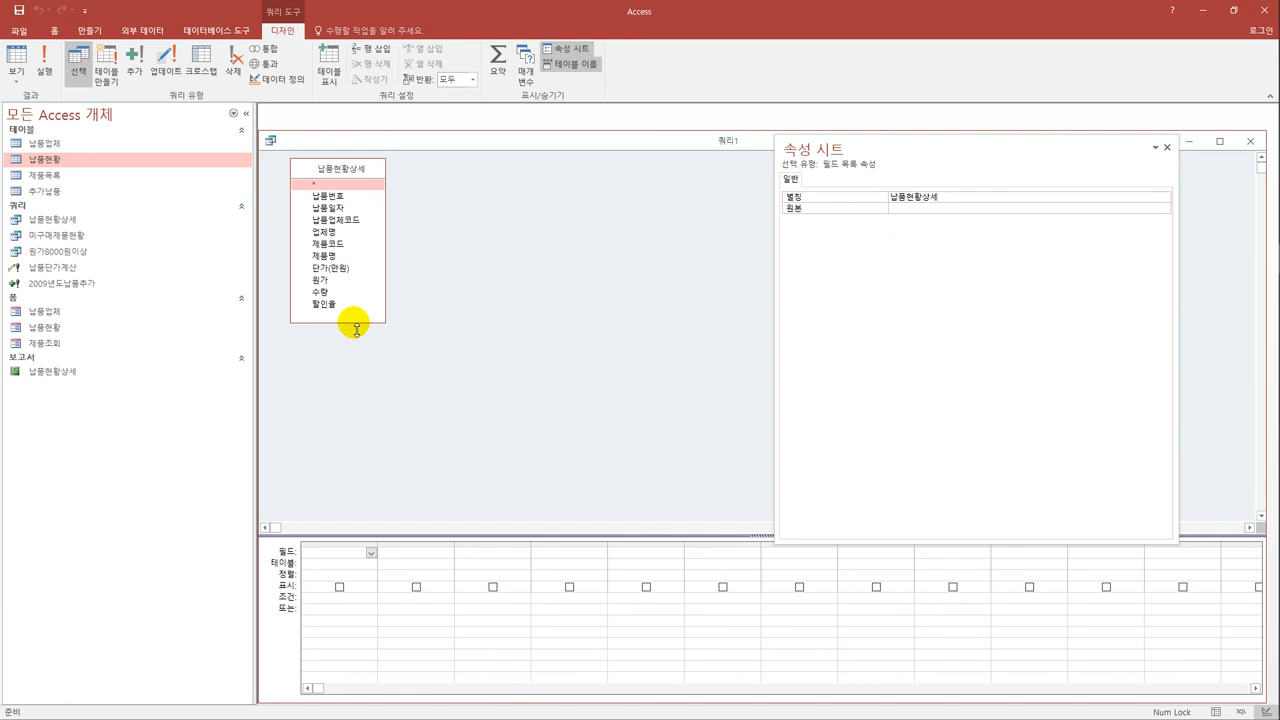 쿼리 도구
Access
파일 홈 만들기 외부 데이터 데이터베이스 도구 디자인 수행할 작업을 알려 주세요.
로그인
보기 실행 선택 테이블 만들기 추가 업데이트 크로스탭 삭제
통합
통과
데이터 정의
테이블 표시
행 삽입
행 삭제
작성기
열 삽입
열 삭제
반환: 모두
요약 매개 변수
속성 시트
테이블 이름
결과 쿼리 유형 쿼리 설정 표시/숨기기
모든 Access 개체
테이블
납품업체
납품현황
제품목록
추가납품
쿼리
납품현황상세
미구매제품현황
원가8000원이상
납품단가계산
2009년도납품추가
폼
납품업체
납품현황
제품조회
보고서
납품현황상세
쿼리1
납품현황상세
*
납품번호
납품일자
납품업체코드
업체명
제품코드
제품명
단가(만원)
원가
수량
할인율
속성 시트
선택 유형: 필드 목록 속성
일반
별칭 납품현황상세
원본
필드:
테이블:
정렬:
표시:
조건:
또는:
준비
Num Lock
SQL